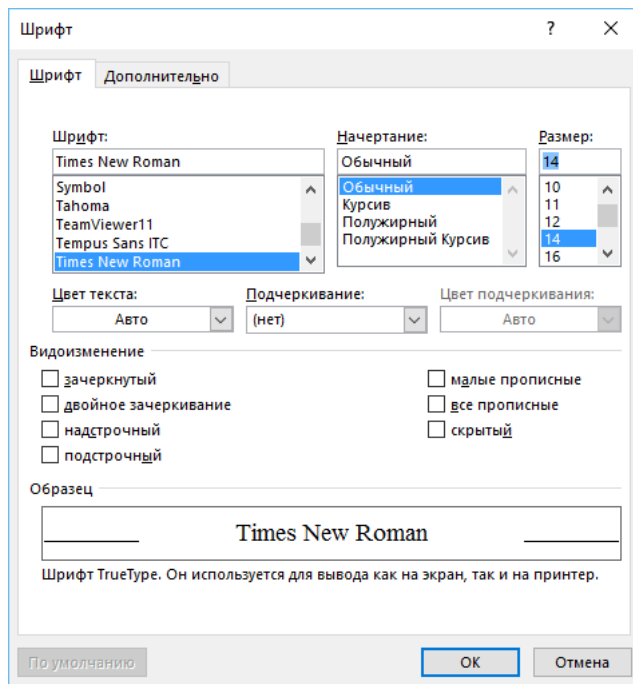 Шрифт ? ×
Шрифт Дополнительно
Шрифт: Начертание: Размер:
Times New Roman Обычный 14
Symbol Обычный 10
Tahoma Курсив 11
TeamViewer11 Полужирный 12
Tempus Sans ITC Полужирный Курсив 14
Times New Roman 16
Цвет текста: Подчеркивание: Цвет подчеркивания:
Авто (нет) Авто
Видоизменение
зачеркнутый малые прописные
двойное зачеркивание все прописные
надстрочный скрытый
подстрочный
Образец
Times New Roman
Шрифт TrueType. Он используется для вывода как на экран, так и на принтер.
По умолчанию ОК Отмена